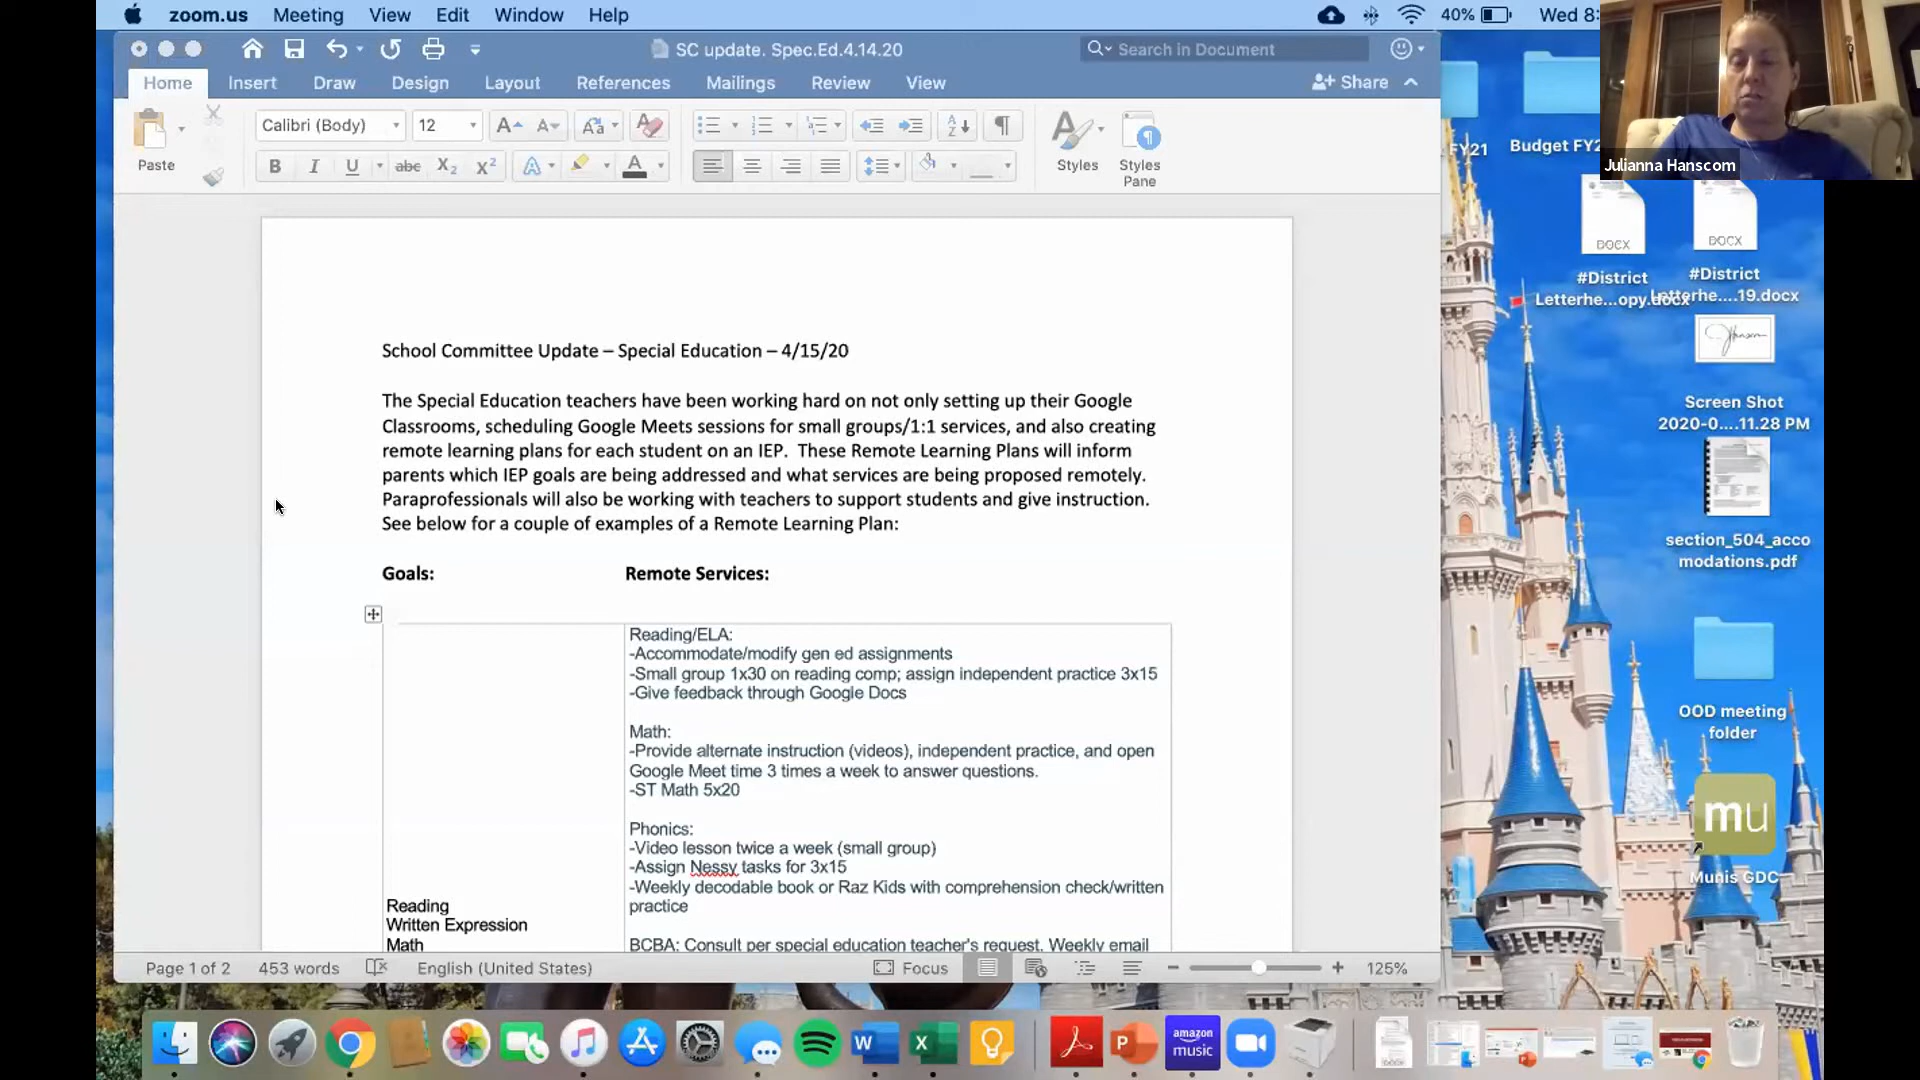 zoom.us Meeting View Edit Window Help 40% Wed 8:
SC update. Spec.Ed.4.14.20 Search in Document
Home Insert Draw Design Layout References Mailings Review View Share
Calibri (Body) 12
Paste Styles Styles Pane
School Committee Update – Special Education – 4/15/20
The Special Education teachers have been working hard on not only setting up their Google
Classrooms, scheduling Google Meets sessions for small groups/1:1 services, and also creating
remote learning plans for each student on an IEP.  These Remote Learning Plans will inform
parents which IEP goals are being addressed and what services are being proposed remotely.
Paraprofessionals will also be working with teachers to support students and give instruction.
See below for a couple of examples of a Remote Learning Plan:
Goals: Remote Services:
Reading/ELA:
-Accommodate/modify gen ed assignments
-Small group 1x30 on reading comp; assign independent practice 3x15
-Give feedback through Google Docs
Math:
-Provide alternate instruction (videos), independent practice, and open
Google Meet time 3 times a week to answer questions.
-ST Math 5x20
Phonics:
-Video lesson twice a week (small group)
-Assign Nessy tasks for 3x15
-Weekly decodable book or Raz Kids with comprehension check/written
practice
Reading
Written Expression
Math
BCBA: Consult per special education teacher's request. Weekly email
Page 1 of 2 453 words English (United States) Focus 125%
Julianna Hanscom
FY21 Budget FY2
DOCX DOCX
#District
Letterhe...opy.docx
#District
Letterhe....19.docx
Screen Shot
2020-0....11.28 PM
section_504_acco
modations.pdf
OOD meeting
folder
mu
Munis GDC
W X P
amazon
music